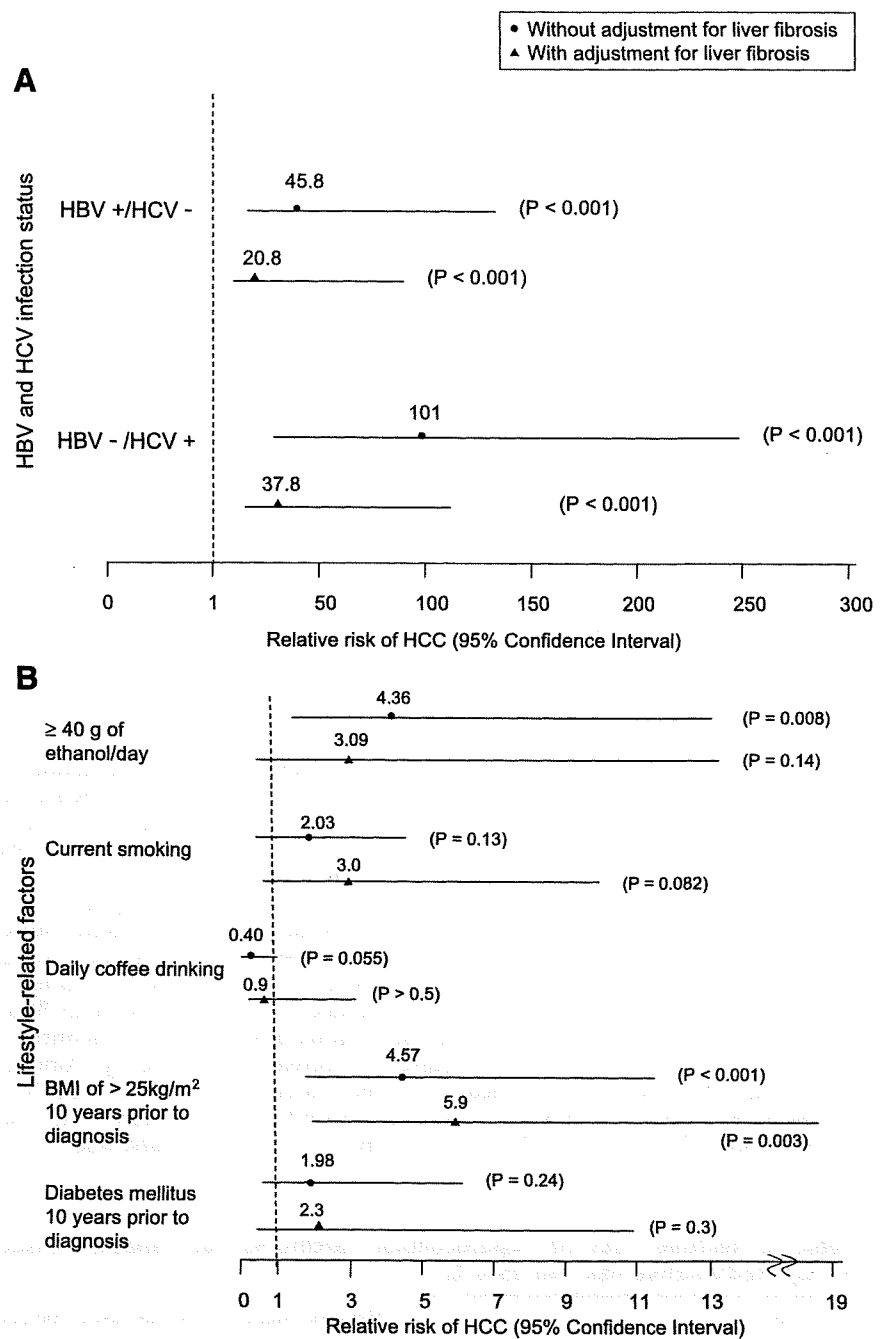 • Without adjustment for liver fibrosis
▲ With adjustment for liver fibrosis
A
HBV and HCV infection status
HBV +/HCV -
45.8
(P < 0.001)
20.8
(P < 0.001)
HBV - /HCV +
101
(P < 0.001)
37.8
(P < 0.001)
0 1 50 100 150 200 250 300
Relative risk of HCC (95% Confidence Interval)
B
Lifestyle-related factors
≥ 40 g of
ethanol/day
4.36
(P = 0.008)
3.09
(P = 0.14)
Current smoking
2.03
(P = 0.13)
3.0
(P = 0.082)
Daily coffee drinking
0.40
(P = 0.055)
0.9
(P > 0.5)
BMI of > 25kg/m²
10 years prior to
diagnosis
4.57
(P < 0.001)
5.9
(P = 0.003)
Diabetes mellitus
10 years prior to
diagnosis
1.98
(P = 0.24)
2.3
(P = 0.3)
0 1 3 5 7 9 11 13 19
Relative risk of HCC (95% Confidence Interval)